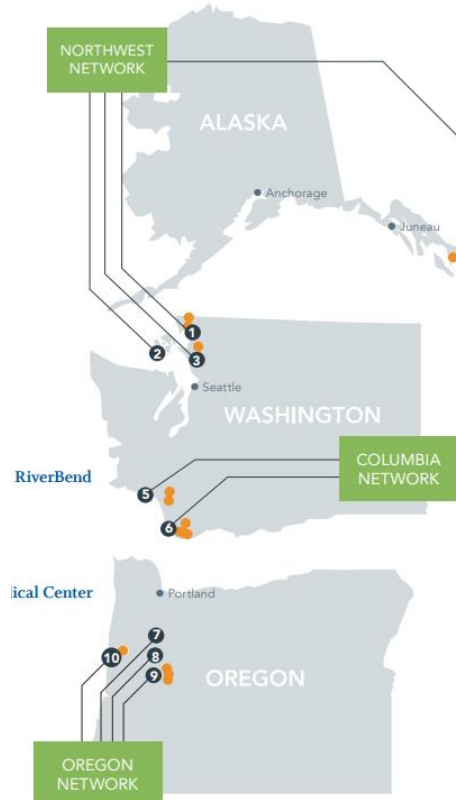 NORTHWEST
NETWORK
ALASKA
Anchorage
Juneau
1
2
3
Seattle
WASHINGTON
COLUMBIA
NETWORK
RiverBend
5
6
lical Center
Portland
7
8
9
10
OREGON
OREGON
NETWORK